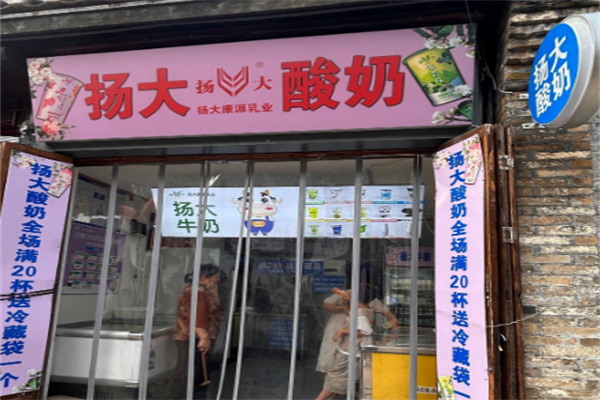 扬大
扬 大
®
扬大康源乳业
酸奶
扬大
酸奶
扬大
牛奶
扬大酸奶全场满20杯送冷藏袋一个
扬大酸奶全场满20杯送冷藏袋一